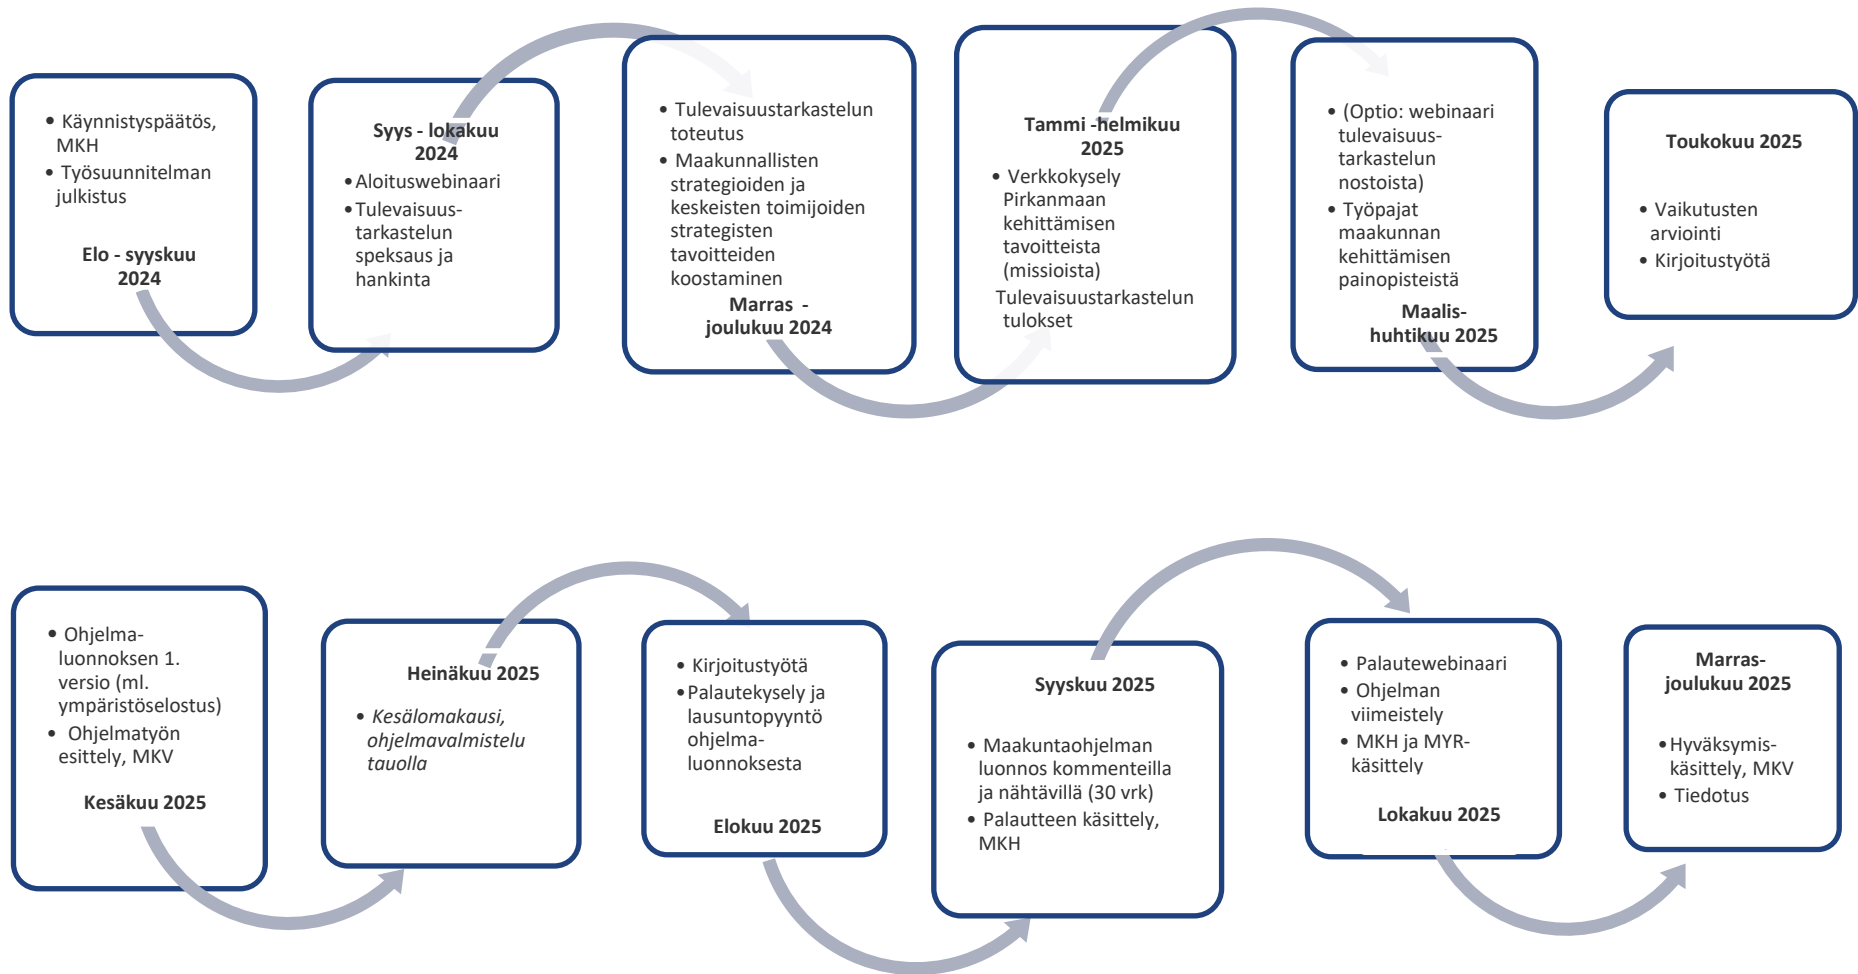 • Käynnistyspäätös,
MKH
• Työsuunnitelman
julkistus
Elo - syyskuu
2024
Syys - lokakuu
2024
• Aloituswebinaari
• Tulevaisuus-
tarkastelun
speksaus ja
hankinta
• Tulevaisuustarkastelun
toteutus
• Maakunnallisten
strategioiden ja
keskeisten toimijoiden
strategisten
tavoitteiden
koostaminen
Marras -
joulukuu 2024
Tammi -helmikuu
2025
• Verkkokysely
Pirkanmaan
kehittämisen
tavoitteista
(missioista)
Tulevaisuustarkastelun
tulokset
• (Optio: webinaari
tulevaisuus-
tarkastelun
nostoista)
• Työpajat
maakunnan
kehittämisen
painopisteistä
Maalis-
huhtikuu 2025
Toukokuu 2025
• Vaikutusten
arviointi
• Kirjoitustyötä
• Ohjelma-
luonnoksen 1.
versio (ml.
ympäristöselostus)
• Ohjelmatyön
esittely, MKV
Kesäkuu 2025
Heinäkuu 2025
• Kesälomakausi,
ohjelmavalmistelu
tauolla
• Kirjoitustyötä
• Palautekysely ja
lausuntopyyntö
ohjelma-
luonnoksesta
Elokuu 2025
Syyskuu 2025
• Maakuntaohjelman
luonnos kommenteilla
ja nähtävillä (30 vrk)
• Palautteen käsittely,
MKH
• Palautewebinaari
• Ohjelman
viimeistely
• MKH ja MYR-
käsittely
Lokakuu 2025
Marras-
joulukuu 2025
• Hyväksymis-
käsittely, MKV
• Tiedotus